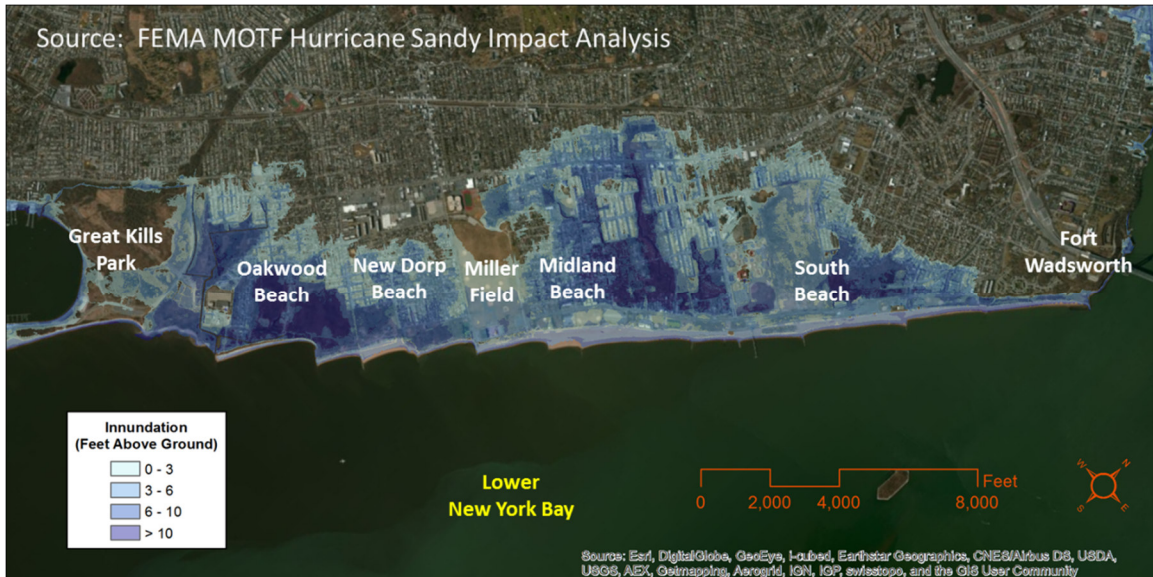 Source: FEMA MOTF Hurricane Sandy Impact Analysis
Great Kills
Park
Oakwood
Beach
New Dorp
Beach
Miller
Field
Midland
Beach
South
Beach
Fort
Wadsworth
Innundation
(Feet Above Ground)
0 - 3
3 - 6
6 - 10
> 10
Lower
New York Bay
Feet
0 2,000 4,000 8,000
W N
S E
Source: Esri, DigitalGlobe, GeoEye, i-cubed, Earthstar Geographics, CNES/Airbus DS, USDA,
USGS, AEX, Getmapping, Aerogrid, IGN, IGP, swisstopo, and the GIS User Community